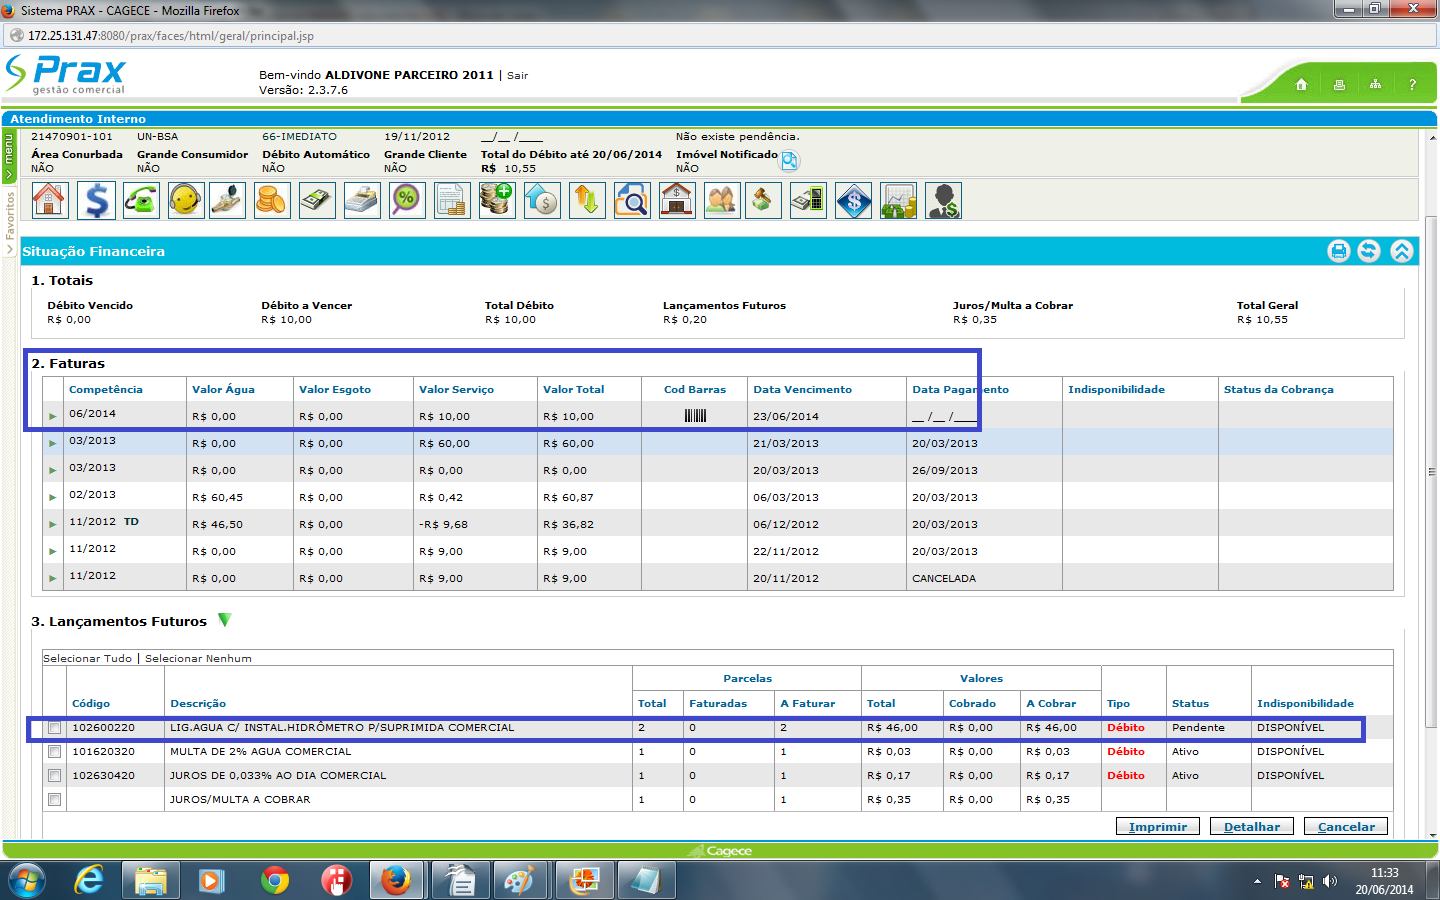 Sistema PRAX - CAGECE - Mozilla Firefox
172.25.131.47:8080/prax/faces/html/geral/principal.jsp
Prax
gestão comercial
Bem-vindo ALDIVONE PARCEIRO 2011 | Sair
Versão: 2.3.7.6
?
Atendimento Interno
> menu
> Favoritos
21470901-101 UN-BSA 66-IMEDIATO 19/11/2012 __/__/____ Não existe pendência.
Área Conurbada Grande Consumidor Débito Automático Grande Cliente Total do Débito até 20/06/2014 Imóvel Notificado
NÃO NÃO NÃO NÃO R$ 10,55 NÃO
Situação Financeira
1. Totais
Débito Vencido Débito a Vencer Total Débito Lançamentos Futuros Juros/Multa a Cobrar Total Geral
R$ 0,00 R$ 10,00 R$ 10,00 R$ 0,20 R$ 0,35 R$ 10,55
2. Faturas
Competência Valor Água Valor Esgoto Valor Serviço Valor Total Cod Barras Data Vencimento Data Pagamento Indisponibilidade Status da Cobrança
06/2014 R$ 0,00 R$ 0,00 R$ 10,00 R$ 10,00 23/06/2014 __/__/____
03/2013 R$ 0,00 R$ 0,00 R$ 60,00 R$ 60,00 21/03/2013 20/03/2013
03/2013 R$ 0,00 R$ 0,00 R$ 0,00 R$ 0,00 20/03/2013 26/09/2013
02/2013 R$ 60,45 R$ 0,00 R$ 0,42 R$ 60,87 06/03/2013 20/03/2013
11/2012 TD R$ 46,50 R$ 0,00 -R$ 9,68 R$ 36,82 06/12/2012 20/03/2013
11/2012 R$ 0,00 R$ 0,00 R$ 9,00 R$ 9,00 22/11/2012 20/03/2013
11/2012 R$ 0,00 R$ 0,00 R$ 9,00 R$ 9,00 20/11/2012 CANCELADA
3. Lançamentos Futuros
Selecionar Tudo | Selecionar Nenhum
Parcelas Valores
Código Descrição Total Faturadas A Faturar Total Cobrado A Cobrar Tipo Status Indisponibilidade
102600220 LIG.AGUA C/ INSTAL.HIDRÔMETRO P/SUPRIMIDA COMERCIAL 2 0 2 R$ 46,00 R$ 0,00 R$ 46,00 Débito Pendente DISPONÍVEL
101620320 MULTA DE 2% AGUA COMERCIAL 1 0 1 R$ 0,03 R$ 0,00 R$ 0,03 Débito Ativo DISPONÍVEL
102630420 JUROS DE 0,033% AO DIA COMERCIAL 1 0 1 R$ 0,17 R$ 0,00 R$ 0,17 Débito Ativo DISPONÍVEL
JUROS/MULTA A COBRAR 1 0 1 R$ 0,35 R$ 0,00 R$ 0,35
Imprimir Detalhar Cancelar
Cagece
11:33
20/06/2014